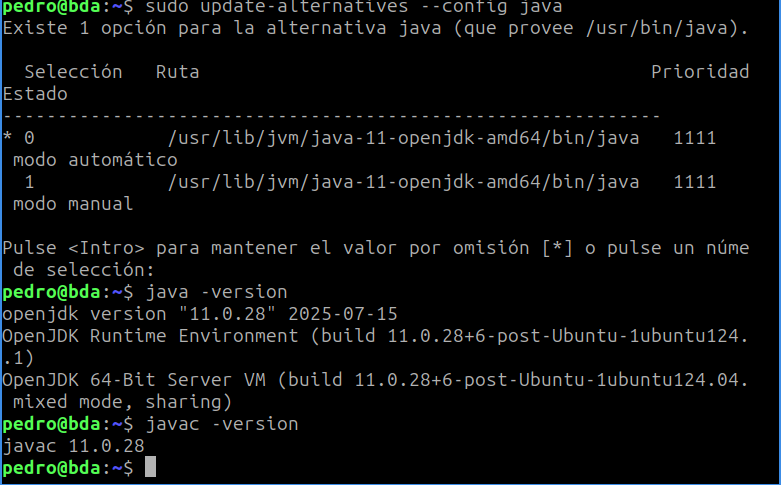 pedro@bda:~$ sudo update-alternatives --config java
Existe 1 opción para la alternativa java (que provee /usr/bin/java).
  Selección   Ruta                                            Prioridad
Estado
------------------------------------------------------------
* 0            /usr/lib/jvm/java-11-openjdk-amd64/bin/java   1111
 modo automático
  1            /usr/lib/jvm/java-11-openjdk-amd64/bin/java   1111
 modo manual
Pulse <Intro> para mantener el valor por omisión [*] o pulse un núme
 de selección:
pedro@bda:~$ java -version
openjdk version "11.0.28" 2025-07-15
OpenJDK Runtime Environment (build 11.0.28+6-post-Ubuntu-1ubuntu124.
.1)
OpenJDK 64-Bit Server VM (build 11.0.28+6-post-Ubuntu-1ubuntu124.04.
 mixed mode, sharing)
pedro@bda:~$ javac -version
javac 11.0.28
pedro@bda:~$